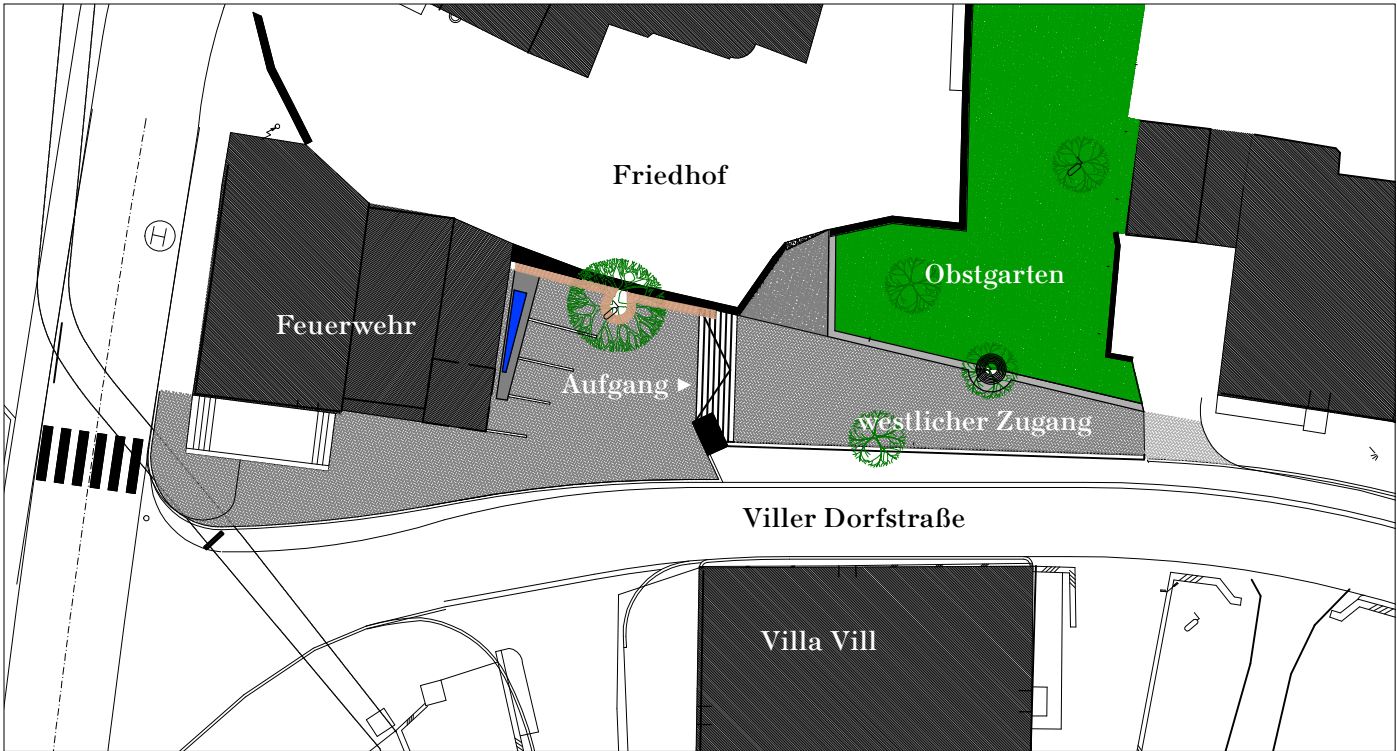 Friedhof
H
Obstgarten
Feuerwehr
Aufgang
westlicher Zugang
Viller Dorfstraße
Villa Vill